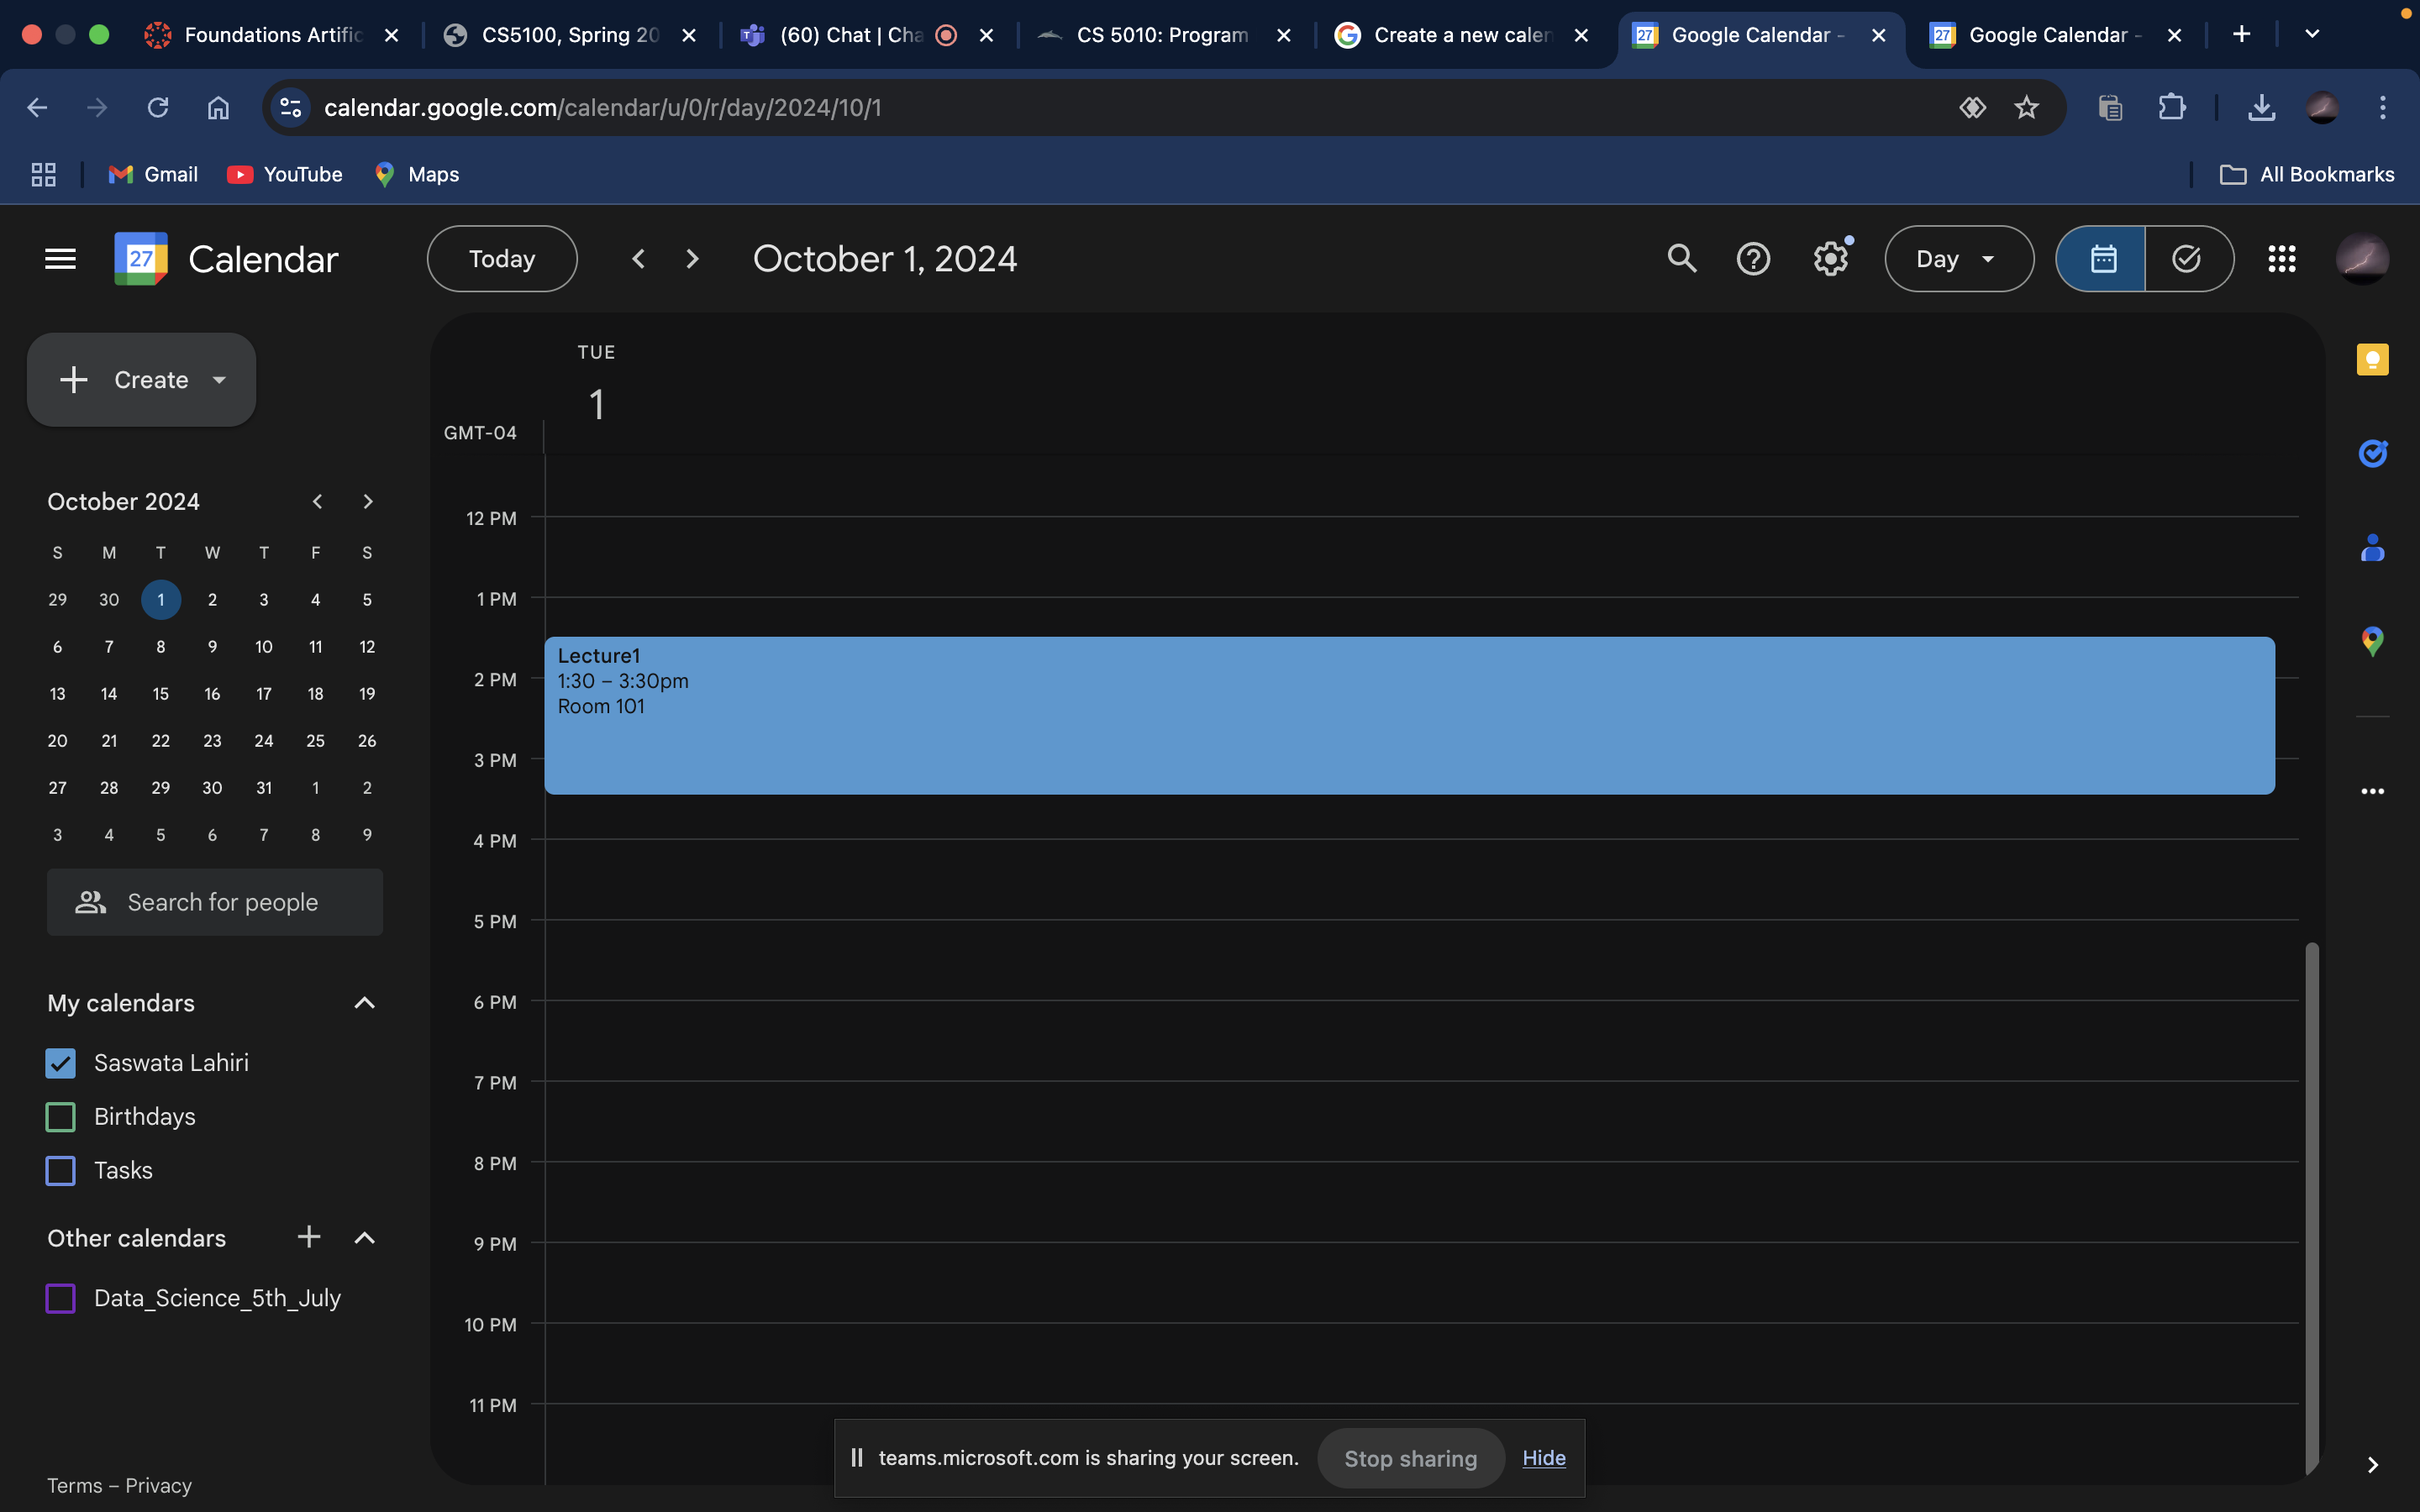 Foundations Artific
CS5100, Spring 20
(60) Chat | Cha
CS 5010: Program
Create a new calen
27 Google Calendar -
27 Google Calendar -
calendar.google.com/calendar/u/0/r/day/2024/10/1
Gmail
YouTube
Maps
All Bookmarks
27 Calendar
Today
October 1, 2024
Day
Create
October 2024
S M T W T F S
29 30 1 2 3 4 5
6 7 8 9 10 11 12
13 14 15 16 17 18 19
20 21 22 23 24 25 26
27 28 29 30 31 1 2
3 4 5 6 7 8 9
Search for people
My calendars
Saswata Lahiri
Birthdays
Tasks
Other calendars
Data_Science_5th_July
Terms – Privacy
TUE
1
GMT-04
12 PM
1 PM
2 PM
3 PM
4 PM
5 PM
6 PM
7 PM
8 PM
9 PM
10 PM
11 PM
Lecture1
1:30 – 3:30pm
Room 101
teams.microsoft.com is sharing your screen.
Stop sharing
Hide